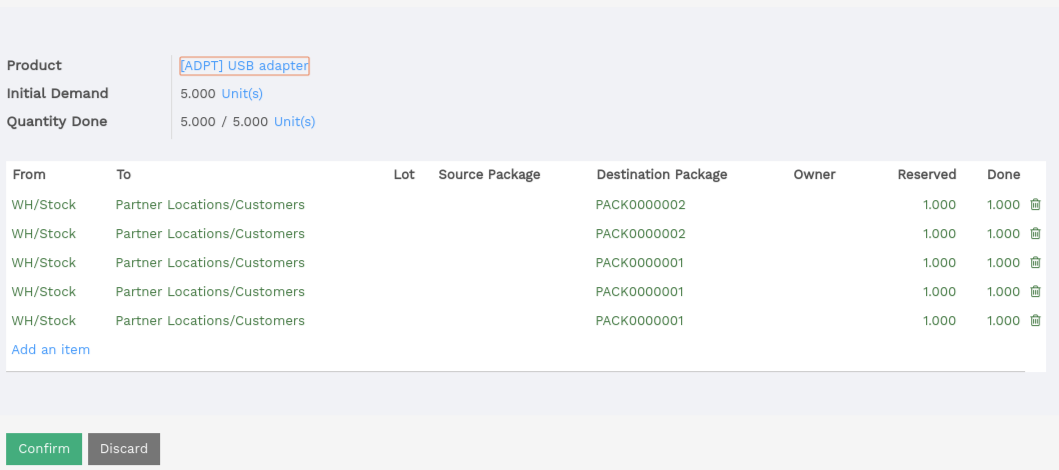 Product [ADPT] USB adapter
Initial Demand 5.000 Unit(s)
Quantity Done 5.000 / 5.000 Unit(s)
From To Lot Source Package Destination Package Owner Reserved Done
WH/Stock Partner Locations/Customers PACK0000002 1.000 1.000
WH/Stock Partner Locations/Customers PACK0000002 1.000 1.000
WH/Stock Partner Locations/Customers PACK0000001 1.000 1.000
WH/Stock Partner Locations/Customers PACK0000001 1.000 1.000
WH/Stock Partner Locations/Customers PACK0000001 1.000 1.000
Add an item
Confirm Discard